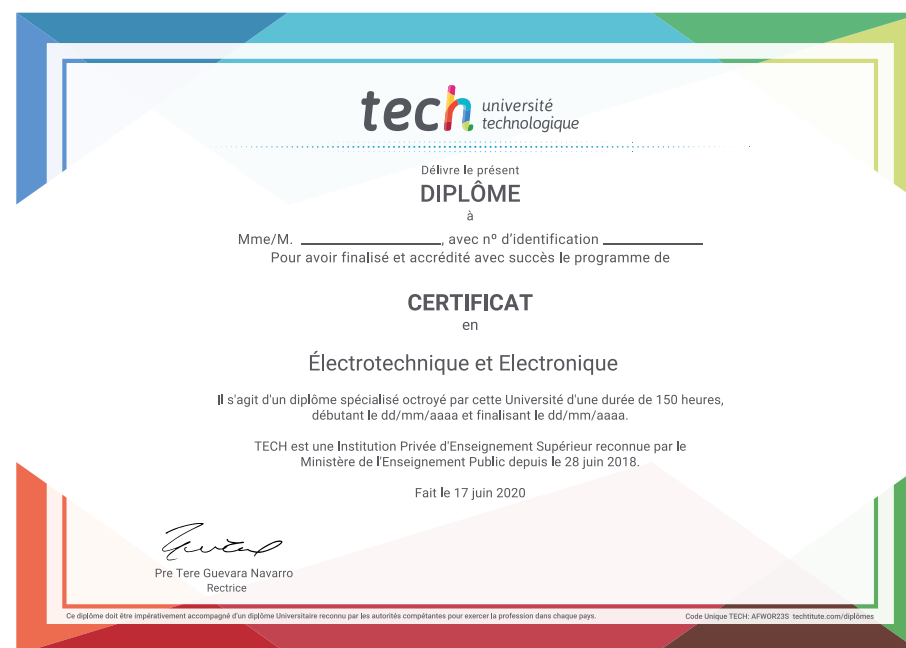 tech université
technologique
Délivre le présent
DIPLÔME
à
Mme/M. ____________________, avec nº d'identification ______________
Pour avoir finalisé et accrédité avec succès le programme de
CERTIFICAT
en
Électrotechnique et Electronique
Il s'agit d'un diplôme spécialisé octroyé par cette Université d'une durée de 150 heures,
débutant le dd/mm/aaaa et finalisant le dd/mm/aaaa.
TECH est une Institution Privée d'Enseignement Supérieur reconnue par le
Ministère de l'Enseignement Public depuis le 28 juin 2018.
Fait le 17 juin 2020
Pre Tere Guevara Navarro
Rectrice
Ce diplôme doit être impérativement accompagné d'un diplôme Universitaire reconnu par les autorités compétantes pour exercer la profession dans chaque pays.
Code Unique TECH: AFWOR23S techtitute.com/diplômes